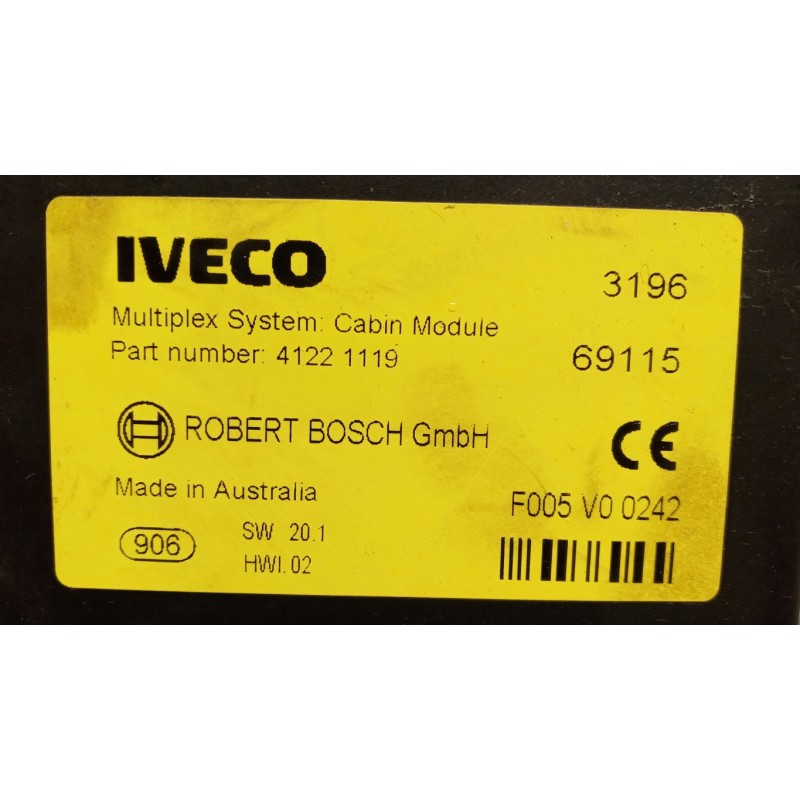 IVECO
3196
Multiplex System: Cabin Module
Part number: 4122 1119
69115
ROBERT BOSCH GmbH
CE
Made in Australia
F005 V0 0242
906
SW 20.1
HWI.02